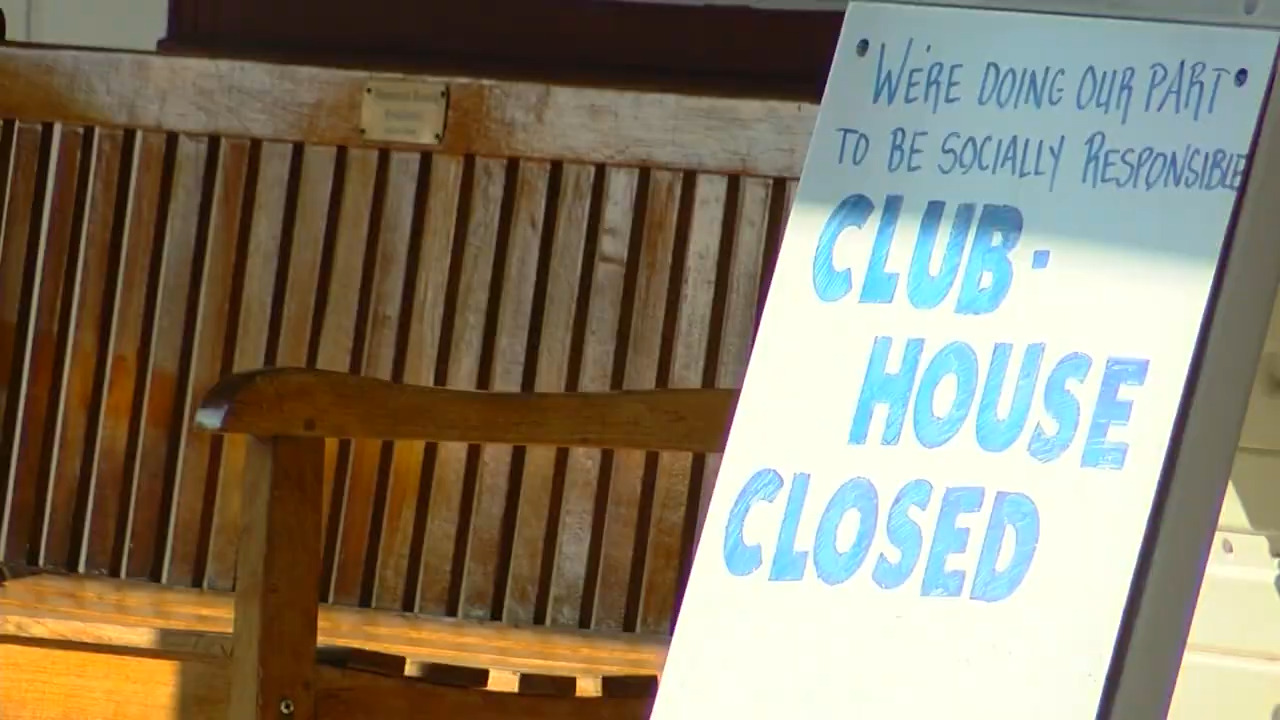 WE'RE DOING OUR PART
TO BE SOCIALLY RESPONSIBLE
CLUB-
HOUSE
CLOSED